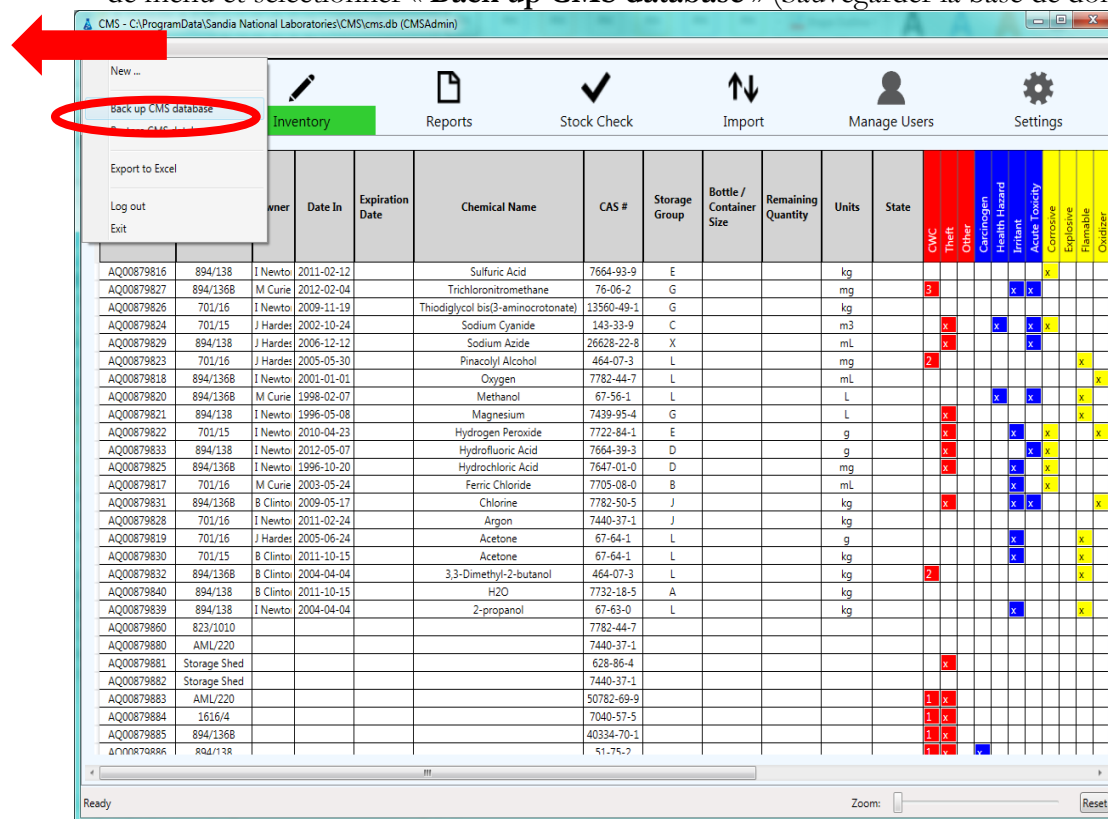 de menu et sélectionner « Back up CMS database » (Sauvegarder la base de don
CMS - C:\ProgramData\Sandia National Laboratories\CMS\cms.db (CMSAdmin)
New ...
Back up CMS database
Restore CMS database
Export to Excel
Log out
Exit
Inventory Reports Stock Check Import Manage Users Settings
Owner Date In Expiration Date Chemical Name CAS # Storage Group Bottle / Container Size Remaining Quantity Units State CWC Theft Other Carcinogen Health Hazard Irritant Acute Toxicity Corrosive Explosive Flamable Oxidizer
AQ00879816 894/138 I Newto 2011-02-12 Sulfuric Acid 7664-93-9 E kg x
AQ00879827 894/136B M Curie 2012-02-04 Trichloronitromethane 76-06-2 G mg 3 x x
AQ00879826 701/16 I Newto 2009-11-19 Thiodiglycol bis(3-aminocrotonate) 13560-49-1 G kg
AQ00879824 701/15 J Hardes 2002-10-24 Sodium Cyanide 143-33-9 C m3 x x x x
AQ00879829 894/138 J Hardes 2006-12-12 Sodium Azide 26628-22-8 X mL x x
AQ00879823 701/16 J Hardes 2005-05-30 Pinacolyl Alcohol 464-07-3 L mg 2 x
AQ00879818 894/136B I Newto 2001-01-01 Oxygen 7782-44-7 L mL x
AQ00879820 894/136B M Curie 1998-02-07 Methanol 67-56-1 L L x x x
AQ00879821 894/138 I Newto 1996-05-08 Magnesium 7439-95-4 G L x x
AQ00879822 701/15 I Newto 2010-04-23 Hydrogen Peroxide 7722-84-1 E g x x x x
AQ00879833 894/138 I Newto 2012-05-07 Hydrofluoric Acid 7664-39-3 D g x x x
AQ00879825 894/136B I Newto 1996-10-20 Hydrochloric Acid 7647-01-0 D mg x x x
AQ00879817 701/16 M Curie 2003-05-24 Ferric Chloride 7705-08-0 B mL x x
AQ00879831 894/136B B Clinto 2009-05-17 Chlorine 7782-50-5 J kg x x x x
AQ00879828 701/16 I Newto 2011-02-24 Argon 7440-37-1 J kg
AQ00879819 701/16 J Hardes 2005-06-24 Acetone 67-64-1 L g x x
AQ00879830 701/15 B Clinto 2011-10-15 Acetone 67-64-1 L kg x x
AQ00879832 894/136B B Clinto 2004-04-04 3,3-Dimethyl-2-butanol 464-07-3 L kg 2 x
AQ00879840 894/138 B Clinto 2011-10-15 H2O 7732-18-5 A kg
AQ00879839 894/138 I Newto 2004-04-04 2-propanol 67-63-0 L kg x x
AQ00879860 823/1010 7782-44-7
AQ00879880 AML/220 7440-37-1
AQ00879881 Storage Shed 628-86-4 x
AQ00879882 Storage Shed 7440-37-1
AQ00879883 AML/220 50782-69-9 1 x
AQ00879884 1616/4 7040-57-5 1 x
AQ00879885 894/136B 40334-70-1 1 x
AQ00879886 894/138 51-75-2 1 x x
Ready Zoom: Reset